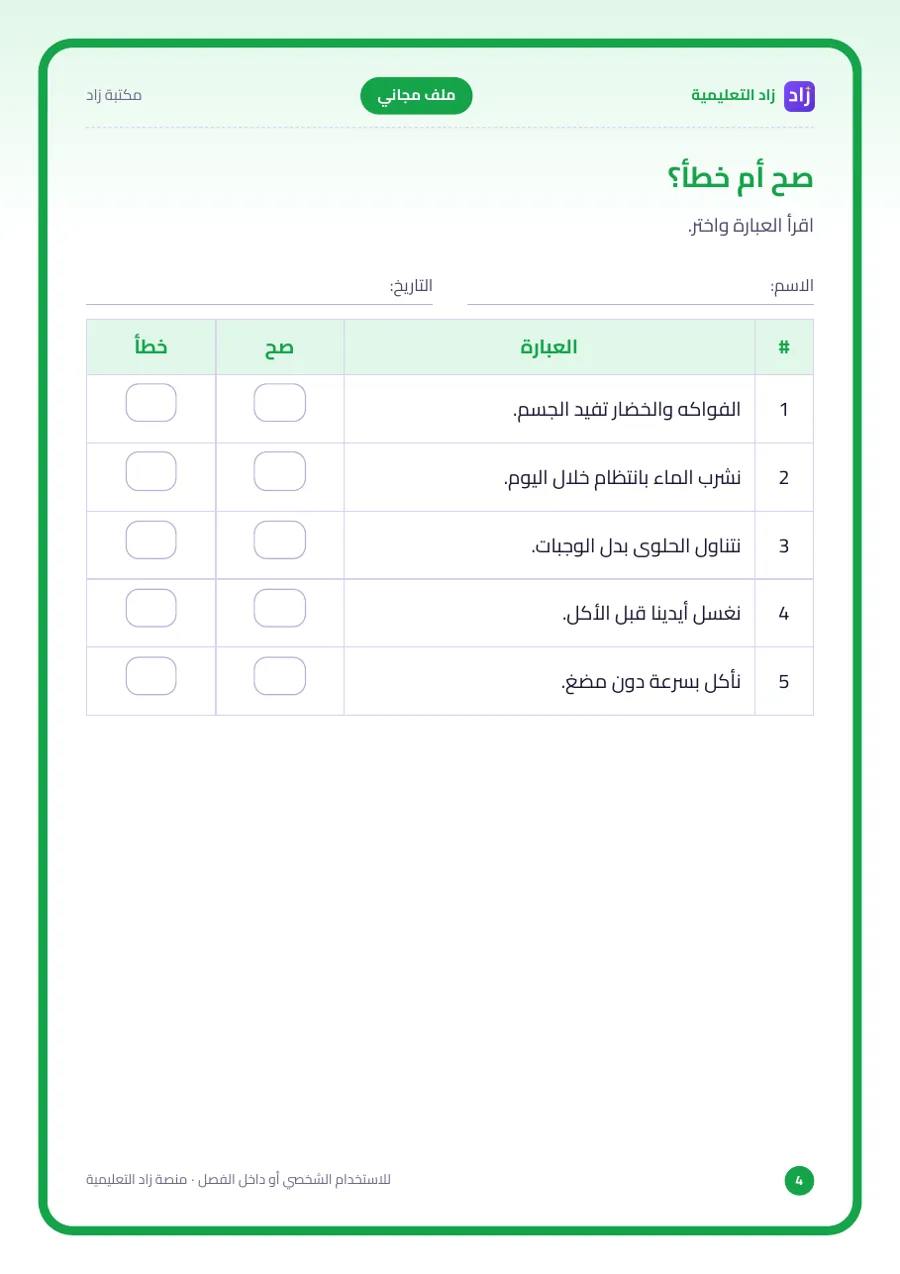 زاد زاد التعليمية
ملف مجاني
مكتبة زاد
صح أم خطأ؟
اقرأ العبارة واختر.
الاسم:
التاريخ:
# العبارة صح خطأ
1 الفواكه والخضار تفيد الجسم.
2 نشرب الماء بانتظام خلال اليوم.
3 نتناول الحلوى بدل الوجبات.
4 نغسل أيدينا قبل الأكل.
5 نأكل بسرعة دون مضغ.
4
للاستخدام الشخصي أو داخل الفصل · منصة زاد التعليمية